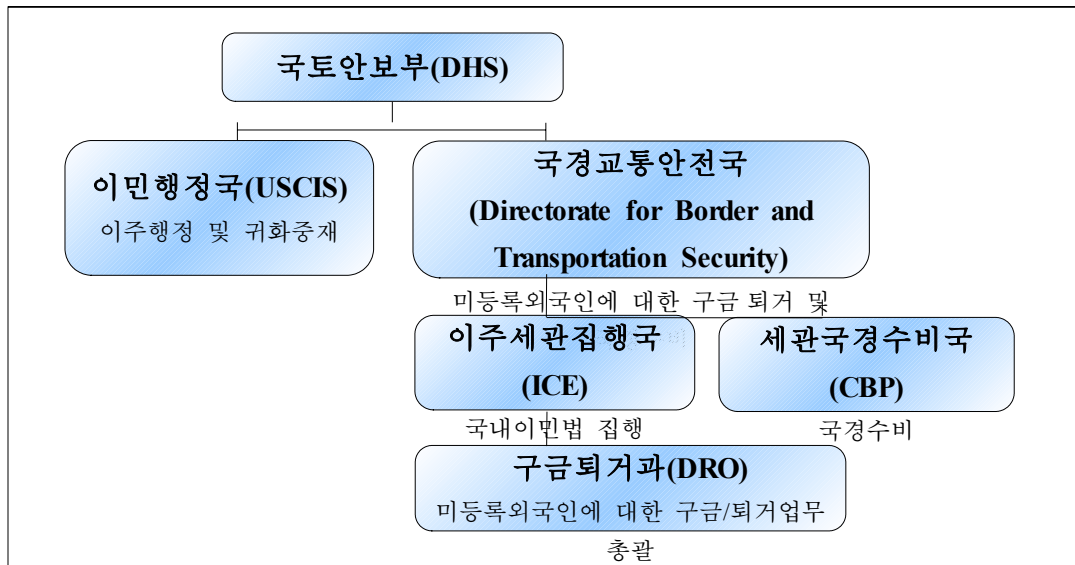 국토안보부(DHS)
이민행정국(USCIS)
이주행정 및 귀화중재
국경교통안전국
(Directorate for Border and
Transportation Security)
미등록외국인에 대한 구금 퇴거 및
이주세관집행국
(ICE)
국내이민법 집행
세관국경수비국
(CBP)
국경수비
구금퇴거과(DRO)
미등록외국인에 대한 구금/퇴거업무
총괄